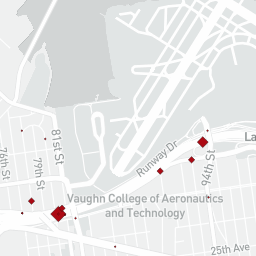 81st St
76th St
79th St
Runway Dr
94th St
La
Vaughn College of Aeronautics
and Technology
25th Ave